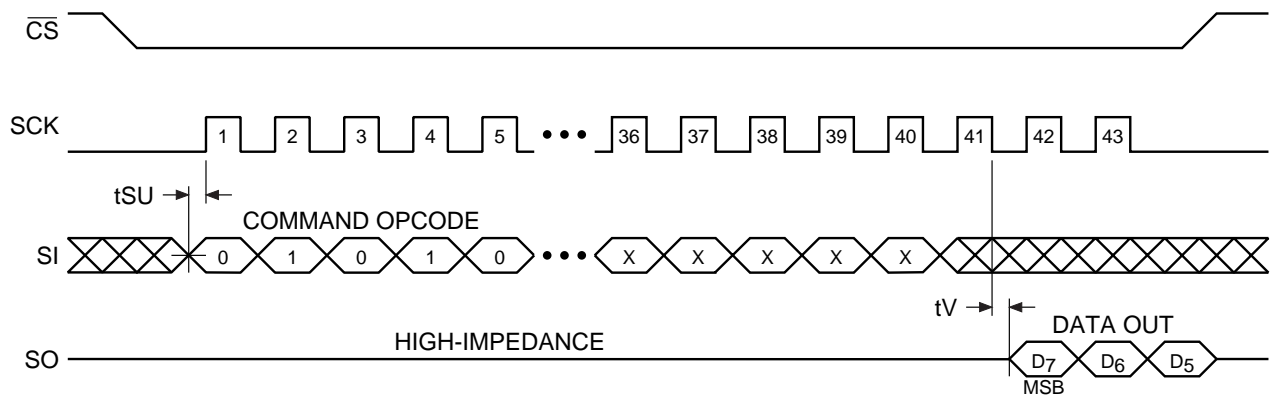 CS
SCK
1 2 3 4 5 ••• 36 37 38 39 40 41 42 43
tSU
COMMAND OPCODE
SI
0 1 0 1 0 ••• X X X X X
tV
HIGH-IMPEDANCE
DATA OUT
SO
D7 D6 D5
MSB